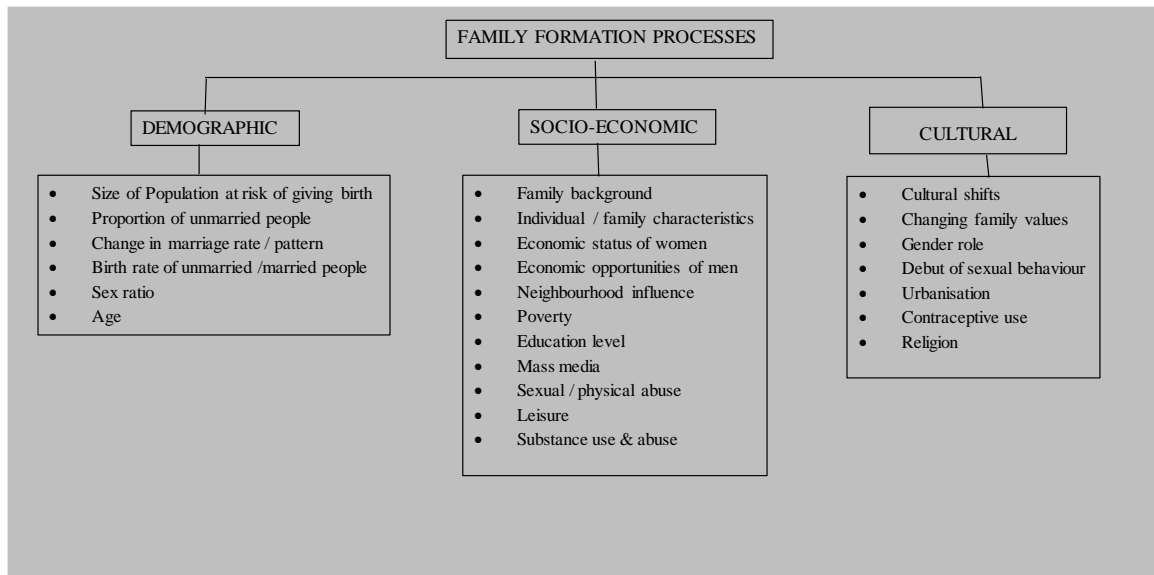 FAMILY FORMATION PROCESSES
DEMOGRAPHIC
• Size of Population at risk of giving birth
• Proportion of unmarried people
• Change in marriage rate / pattern
• Birth rate of unmarried /married people
• Sex ratio
• Age
SOCIO-ECONOMIC
• Family background
• Individual / family characteristics
• Economic status of women
• Economic opportunities of men
• Neighbourhood influence
• Poverty
• Education level
• Mass media
• Sexual / physical abuse
• Leisure
• Substance use & abuse
CULTURAL
• Cultural shifts
• Changing family values
• Gender role
• Debut of sexual behaviour
• Urbanisation
• Contraceptive use
• Religion